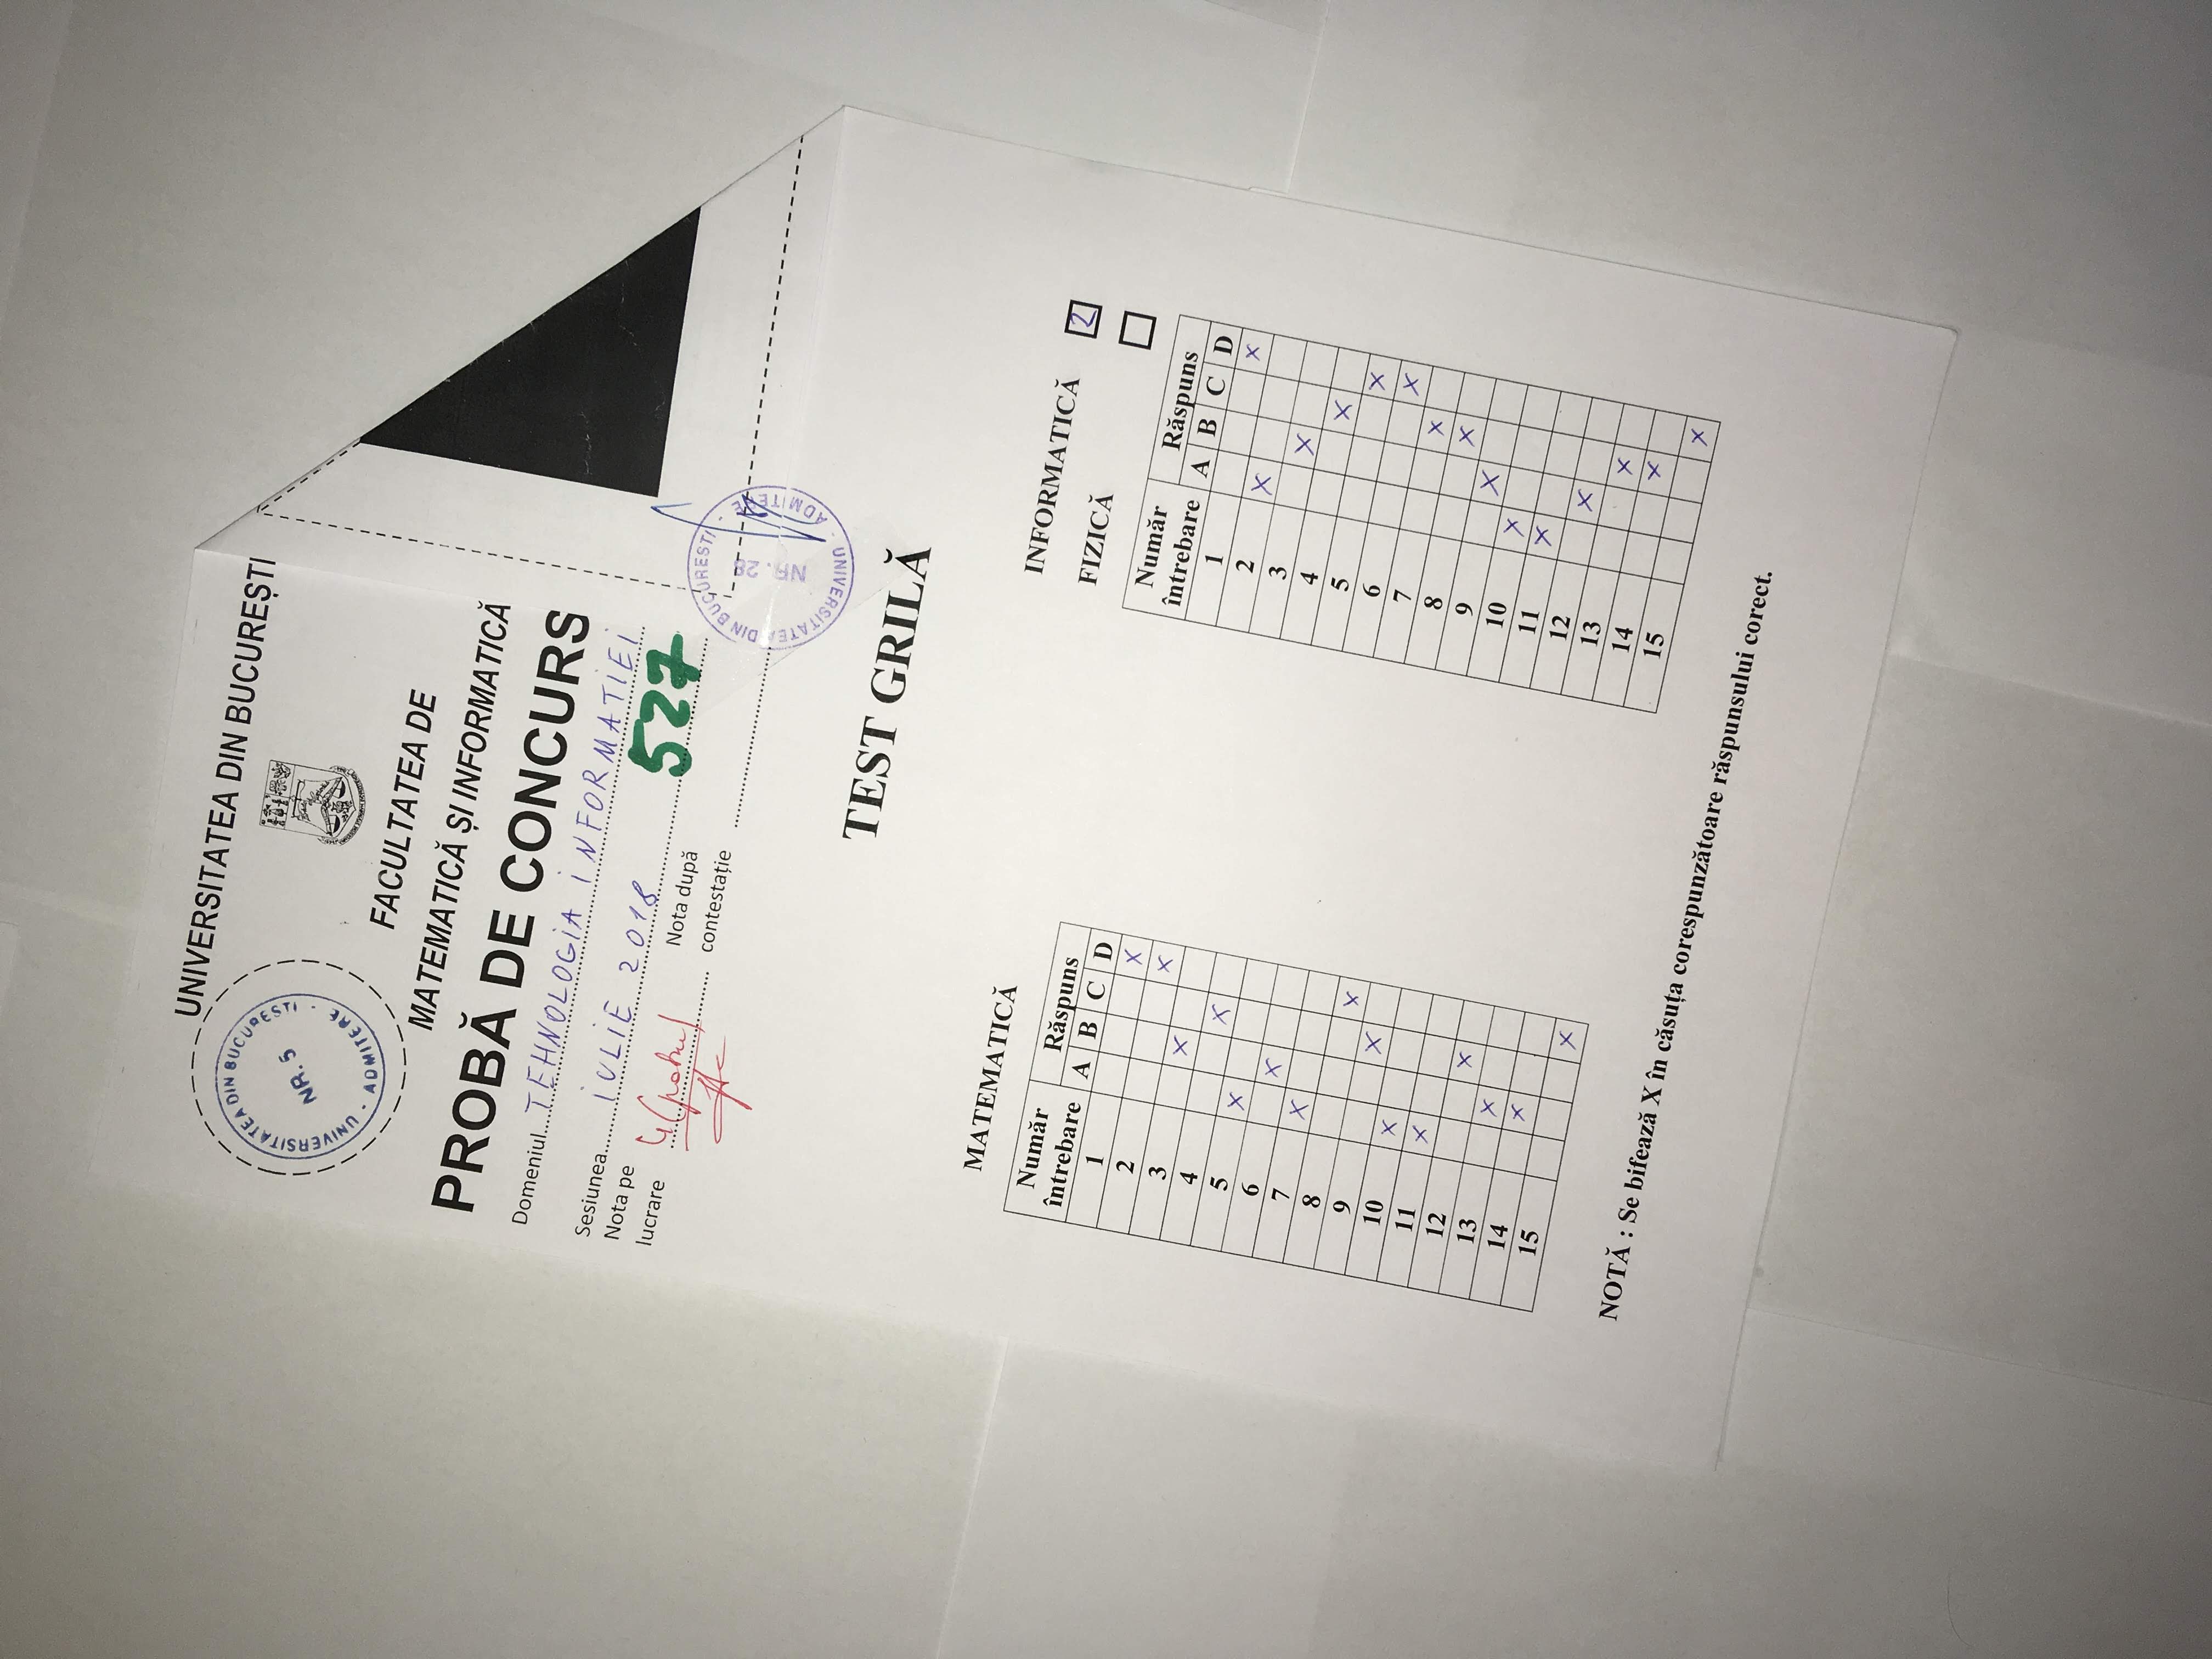 UNIVERSITATEA DIN BUCUREȘTI
UNIVERSITATEA DIN BUCUREȘTI - ADMITERE -
NR. 5
FACULTATEA DE
MATEMATICĂ ȘI INFORMATICĂ
PROBĂ DE CONCURS
Domeniul TEHNOLOGIA INFORMATIEI
Sesiunea IULIE 2018
527
Nota pe lucrare 4 (patru)
Nota după contestație
UNIVERSITATEA DIN BUCURESTI - ADMITERE -
NR. 28
TEST GRILĂ
MATEMATICĂ
Număr întrebare Răspuns
A B C D
1 X
2 X
3 X
4 X
5 X
6 X
7 X
8 X
9 X
10 X
11 X
12 X
13 X
14 X
15 X
INFORMATICĂ 2
FIZICĂ
Număr întrebare Răspuns
A B C D
1 X
2 X
3 X
4 X
5 X
6 X
7 X
8 X
9 X
10 X
11 X
12 X
13 X
14 X
15 X
NOTĂ : Se bifează X în căsuța corespunzătoare răspunsului corect.